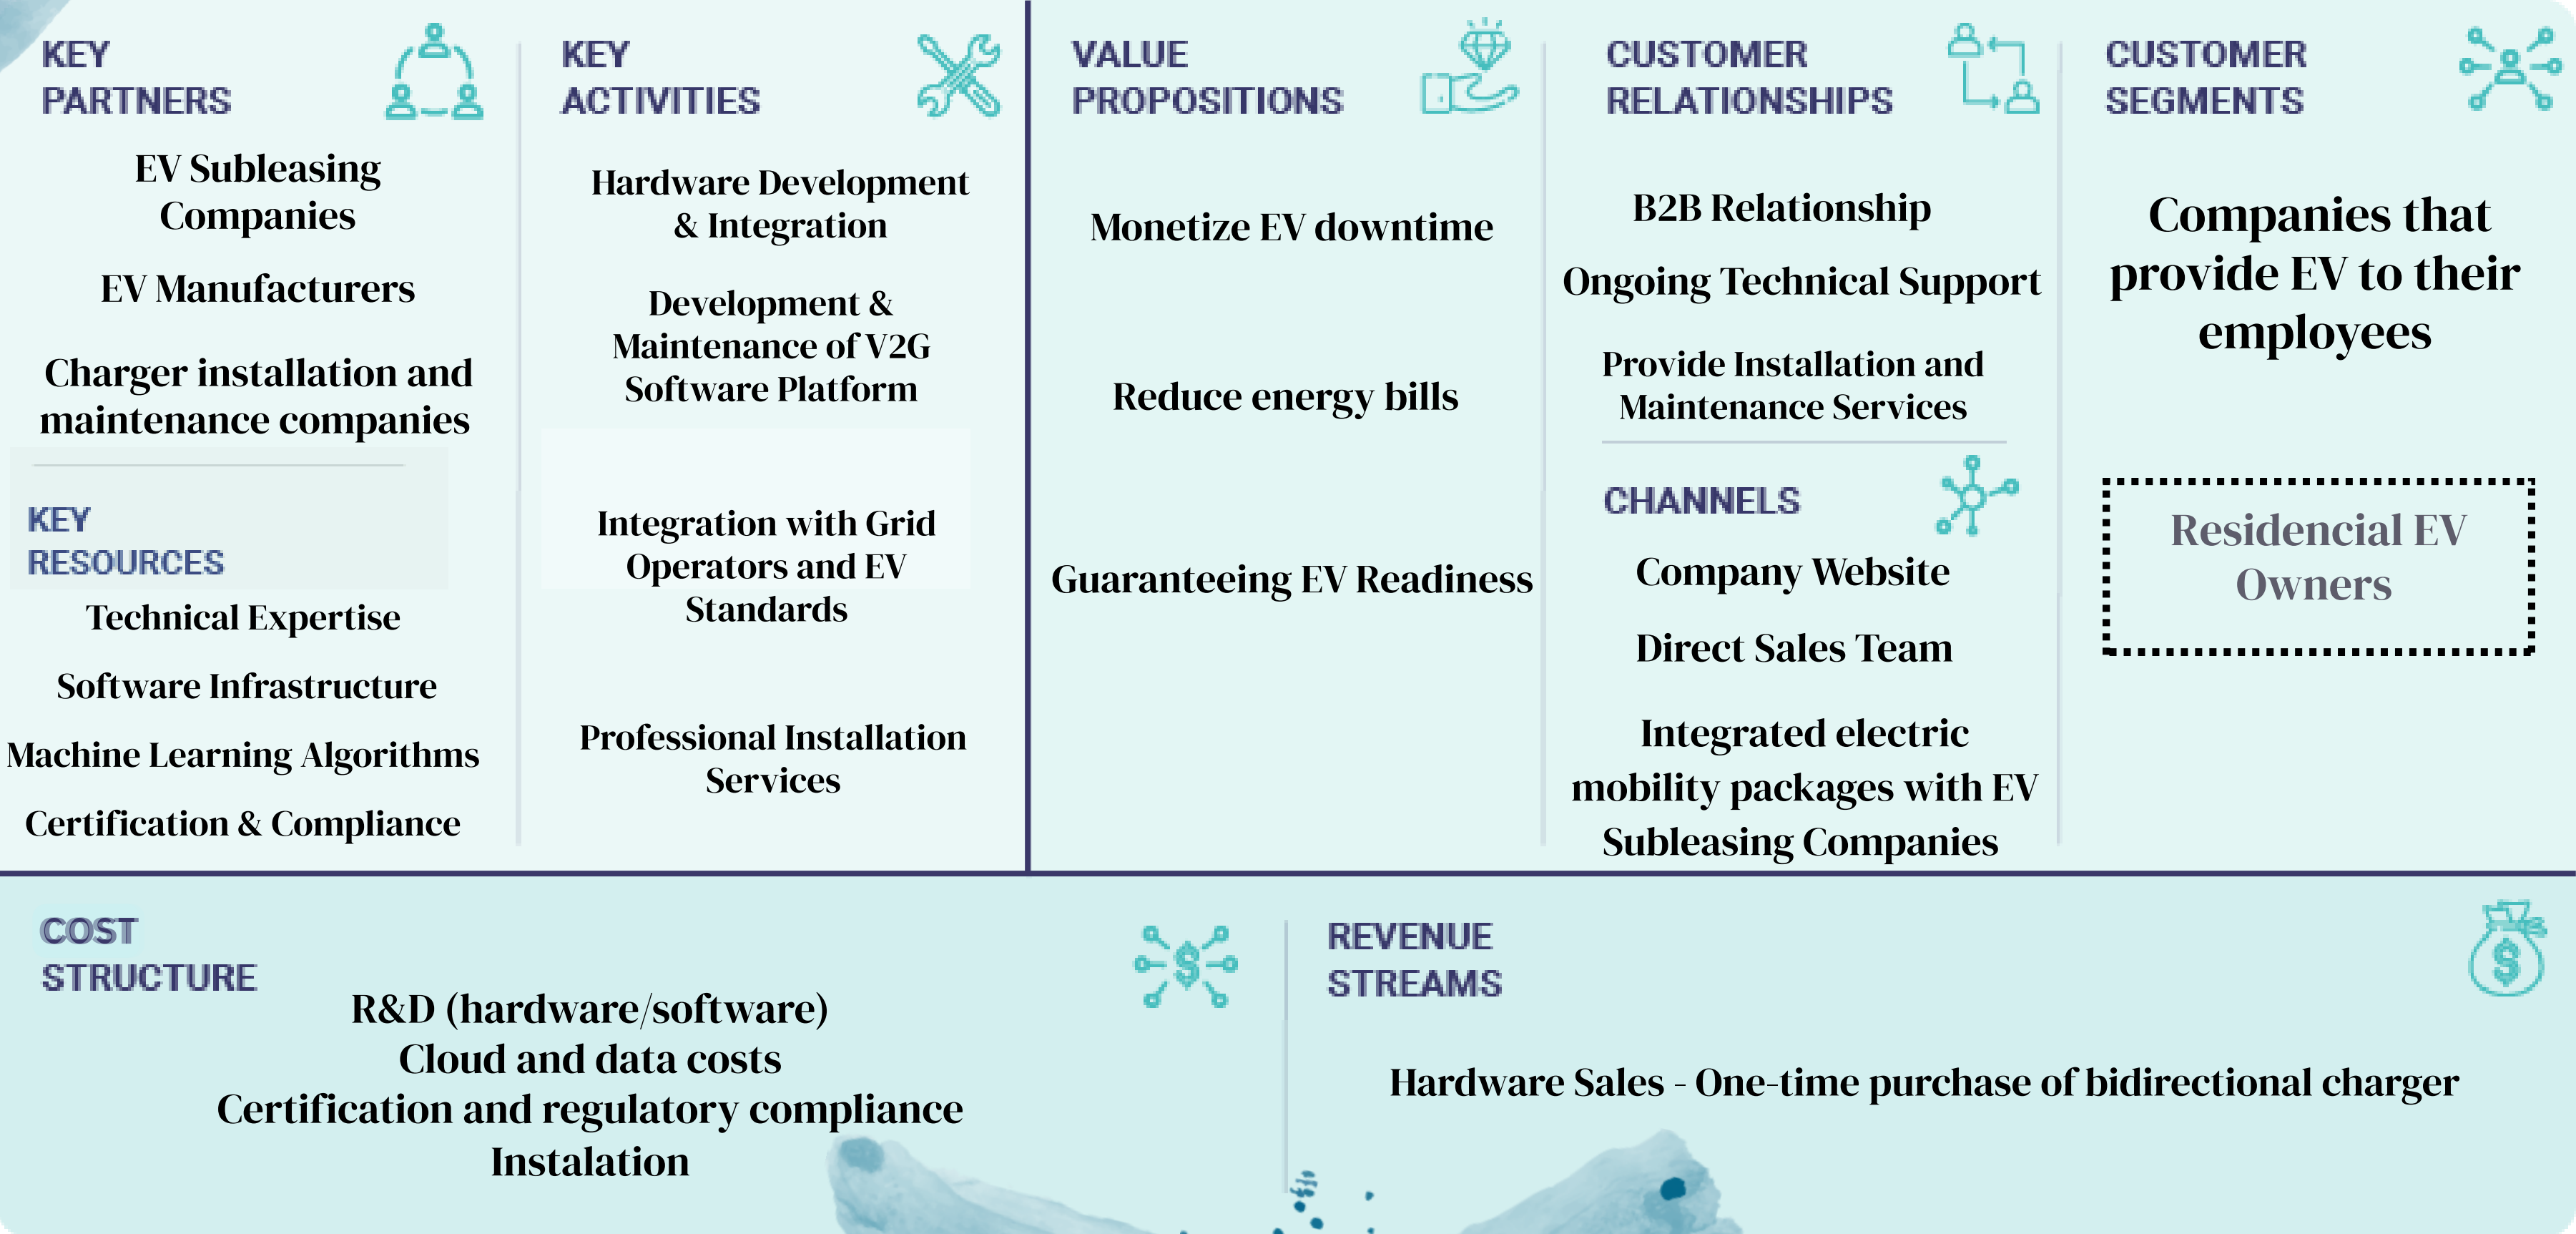 KEY
PARTNERS
EV Subleasing
Companies
EV Manufacturers
Charger installation and
maintenance companies
KEY
RESOURCES
Technical Expertise
Software Infrastructure
Machine Learning Algorithms
Certification & Compliance
KEY
ACTIVITIES
Hardware Development
& Integration
Development &
Maintenance of V2G
Software Platform
Integration with Grid
Operators and EV
Standards
Professional Installation
Services
VALUE
PROPOSITIONS
Monetize EV downtime
Reduce energy bills
Guaranteeing EV Readiness
CUSTOMER
RELATIONSHIPS
B2B Relationship
Ongoing Technical Support
Provide Installation and
Maintenance Services
CHANNELS
Company Website
Direct Sales Team
Integrated electric
mobility packages with EV
Subleasing Companies
CUSTOMER
SEGMENTS
Companies that
provide EV to their
employees
Residencial EV
Owners
COST
STRUCTURE
R&D (hardware/software)
Cloud and data costs
Certification and regulatory compliance
Instalation
REVENUE
STREAMS
Hardware Sales - One-time purchase of bidirectional charger